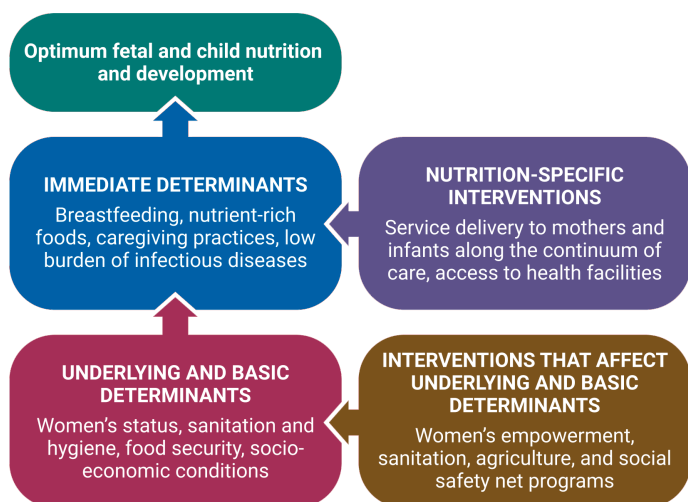 Optimum fetal and child nutrition
and development
IMMEDIATE DETERMINANTS
Breastfeeding, nutrient-rich
foods, caregiving practices, low
burden of infectious diseases
NUTRITION-SPECIFIC
INTERVENTIONS
Service delivery to mothers and
infants along the continuum of
care, access to health facilities
UNDERLYING AND BASIC
DETERMINANTS
Women’s status, sanitation and
hygiene, food security, socio-
economic conditions
INTERVENTIONS THAT AFFECT
UNDERLYING AND BASIC
DETERMINANTS
Women’s empowerment,
sanitation, agriculture, and social
safety net programs